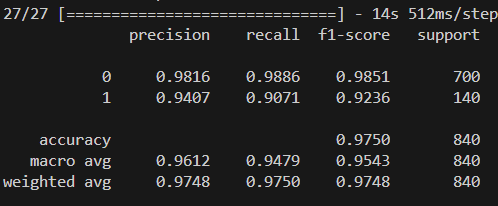 27/27 [==============================] - 14s 512ms/step
precision recall f1-score support
0 0.9816 0.9886 0.9851 700
1 0.9407 0.9071 0.9236 140
accuracy 0.9750 840
macro avg 0.9612 0.9479 0.9543 840
weighted avg 0.9748 0.9750 0.9748 840